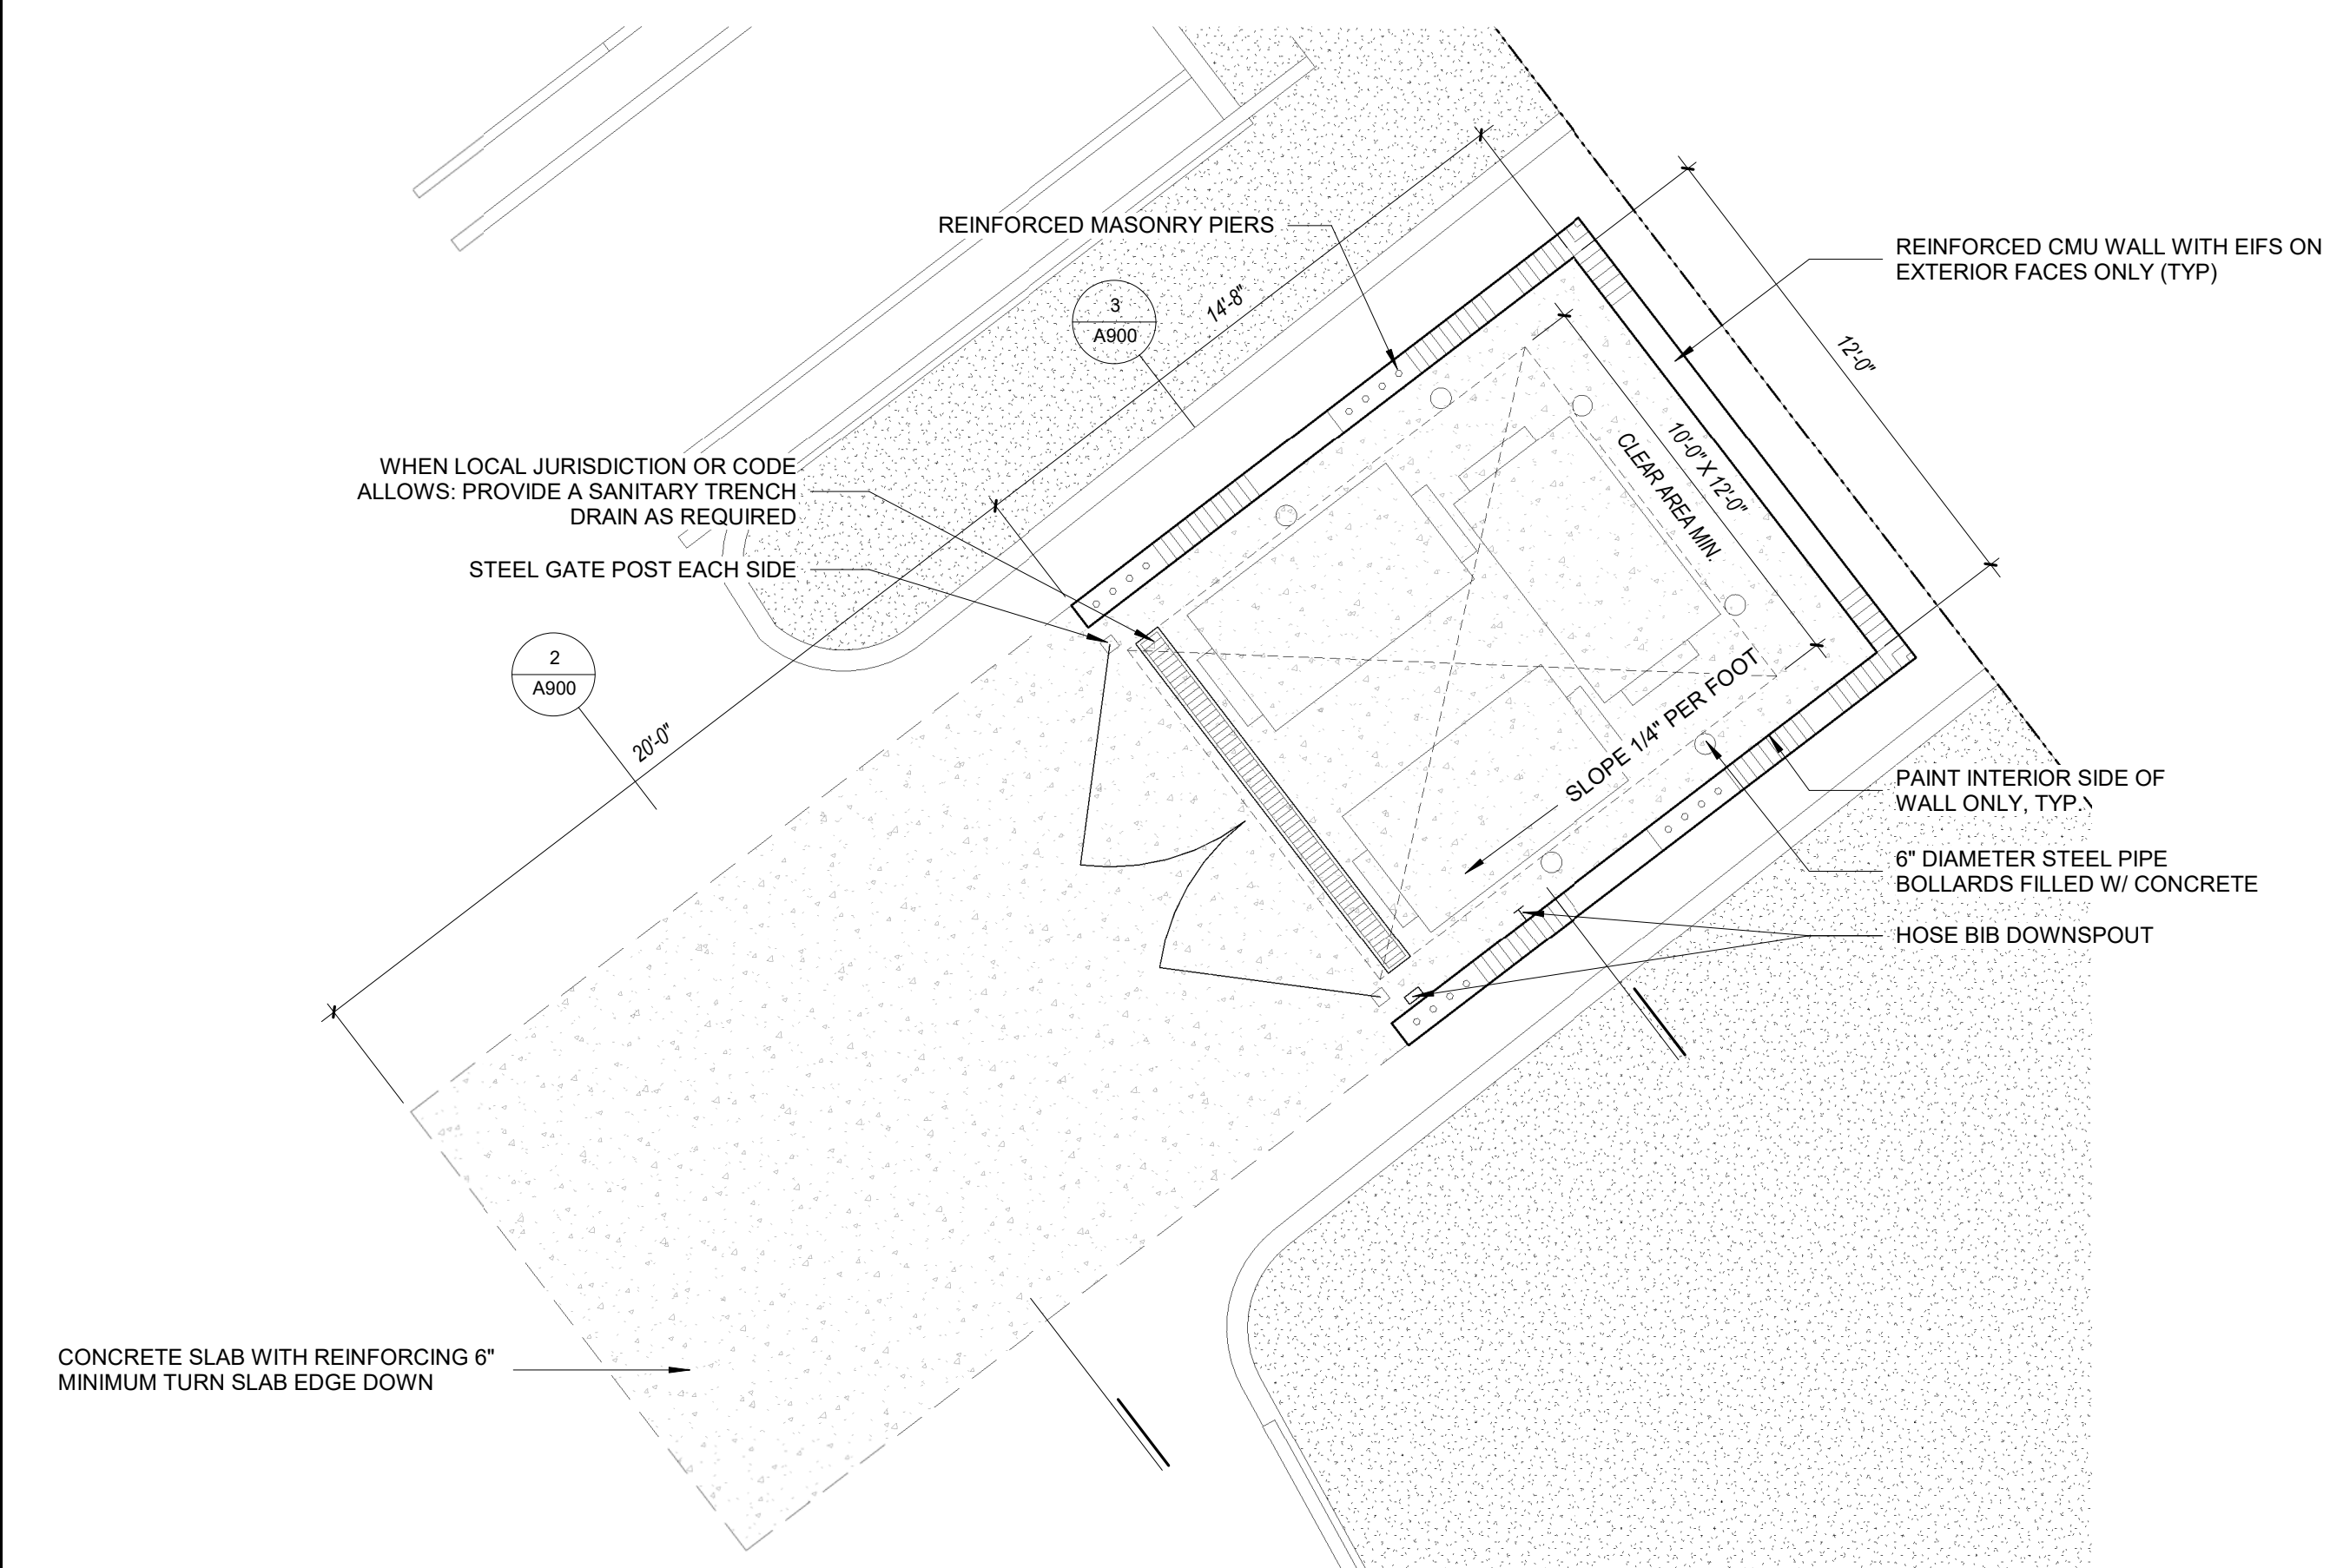 REINFORCED MASONRY PIERS
REINFORCED CMU WALL WITH EIFS ON
EXTERIOR FACES ONLY (TYP)
3
A900
14'-8"
12'-0"
10'-0" X 12'-0"
CLEAR AREA MIN.
WHEN LOCAL JURISDICTION OR CODE
ALLOWS: PROVIDE A SANITARY TRENCH
DRAIN AS REQUIRED
STEEL GATE POST EACH SIDE
2
A900
20'-0"
SLOPE 1/4" PER FOOT
PAINT INTERIOR SIDE OF
WALL ONLY, TYP.
6" DIAMETER STEEL PIPE
BOLLARDS FILLED W/ CONCRETE
HOSE BIB DOWNSPOUT
CONCRETE SLAB WITH REINFORCING 6"
MINIMUM TURN SLAB EDGE DOWN